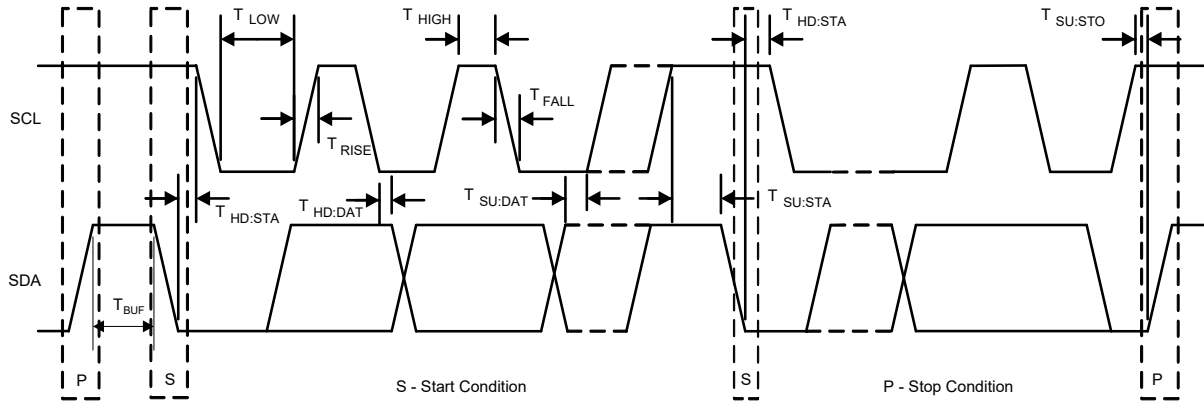 T LOW
T HIGH
T HD:STA
T SU:STO
SCL
T FALL
T RISE
T HD:STA
T HD:DAT
T SU:DAT
T SU:STA
SDA
T BUF
P
S
S - Start Condition
S
P - Stop Condition
P